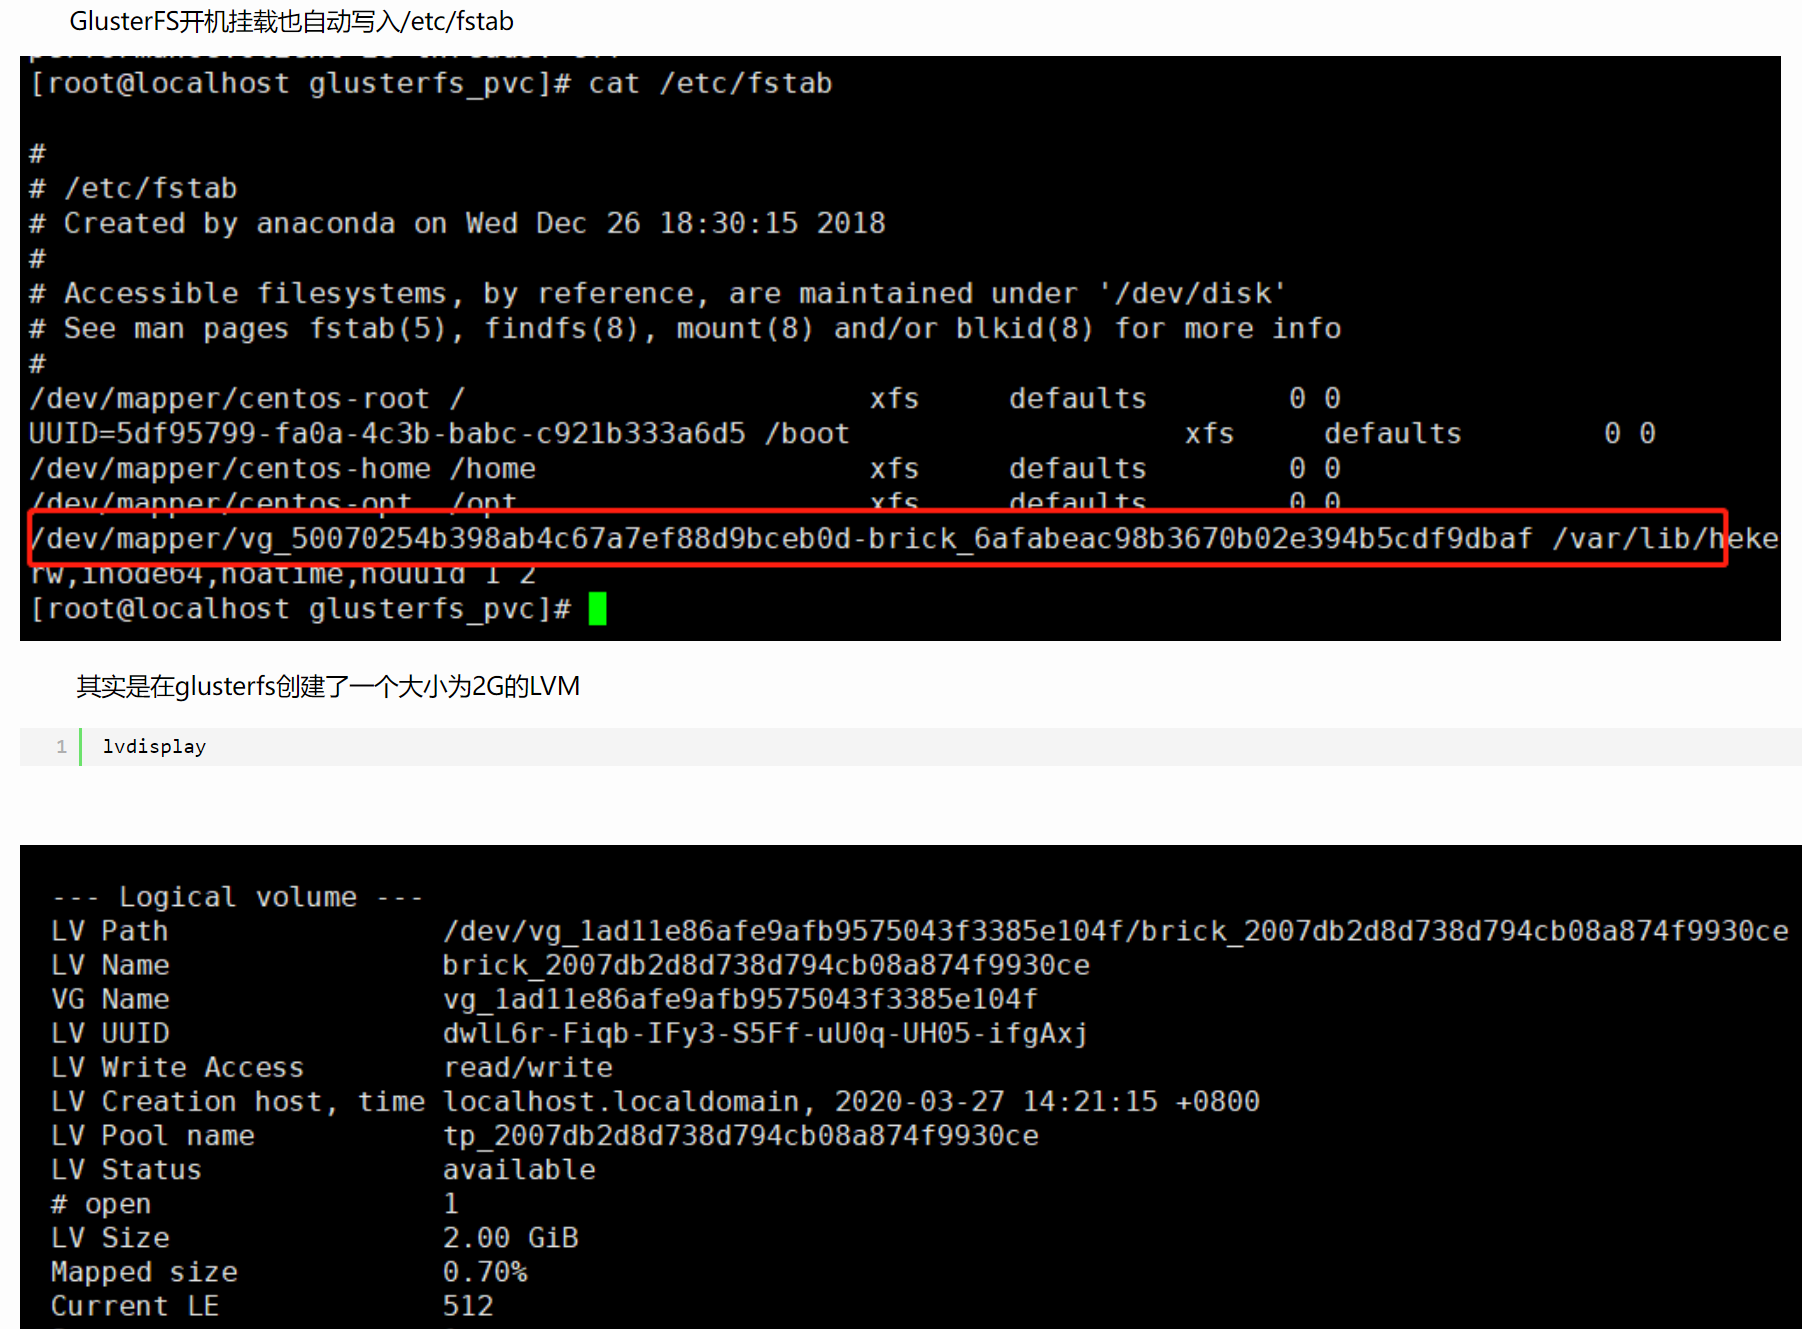 GlusterFS开机挂载也自动写入/etc/fstab
[root@localhost glusterfs_pvc]# cat /etc/fstab
#
# /etc/fstab
# Created by anaconda on Wed Dec 26 18:30:15 2018
#
# Accessible filesystems, by reference, are maintained under '/dev/disk'
# See man pages fstab(5), findfs(8), mount(8) and/or blkid(8) for more info
#
/dev/mapper/centos-root / xfs defaults 0 0
UUID=5df95799-fa0a-4c3b-babc-c921b333a6d5 /boot xfs defaults 0 0
/dev/mapper/centos-home /home xfs defaults 0 0
/dev/mapper/centos-opt /opt xfs defaults 0 0
/dev/mapper/vg_50070254b398ab4c67a7ef88d9bceb0d-brick_6afabeac98b3670b02e394b5cdf9dbaf /var/lib/heke
rw,inode64,noatime,nouuid 1 2
[root@localhost glusterfs_pvc]#
其实是在glusterfs创建了一个大小为2G的LVM
1 lvdisplay
--- Logical volume ---
LV Path /dev/vg_1ad11e86afe9afb9575043f3385e104f/brick_2007db2d8d738d794cb08a874f9930ce
LV Name brick_2007db2d8d738d794cb08a874f9930ce
VG Name vg_1ad11e86afe9afb9575043f3385e104f
LV UUID dwlL6r-Fiqb-IFy3-S5Ff-uU0q-UH05-ifgAxj
LV Write Access read/write
LV Creation host, time localhost.localdomain, 2020-03-27 14:21:15 +0800
LV Pool name tp_2007db2d8d738d794cb08a874f9930ce
LV Status available
# open 1
LV Size 2.00 GiB
Mapped size 0.70%
Current LE 512